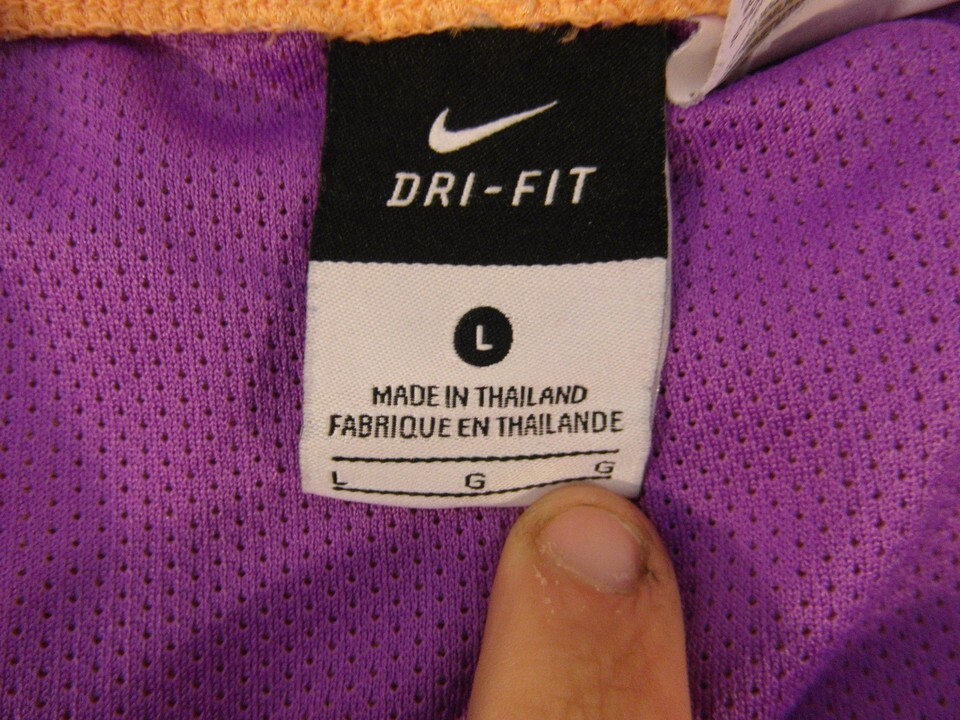 DRI-FIT
L
MADE IN THAILAND
FABRIQUE EN THAILANDE
L G G